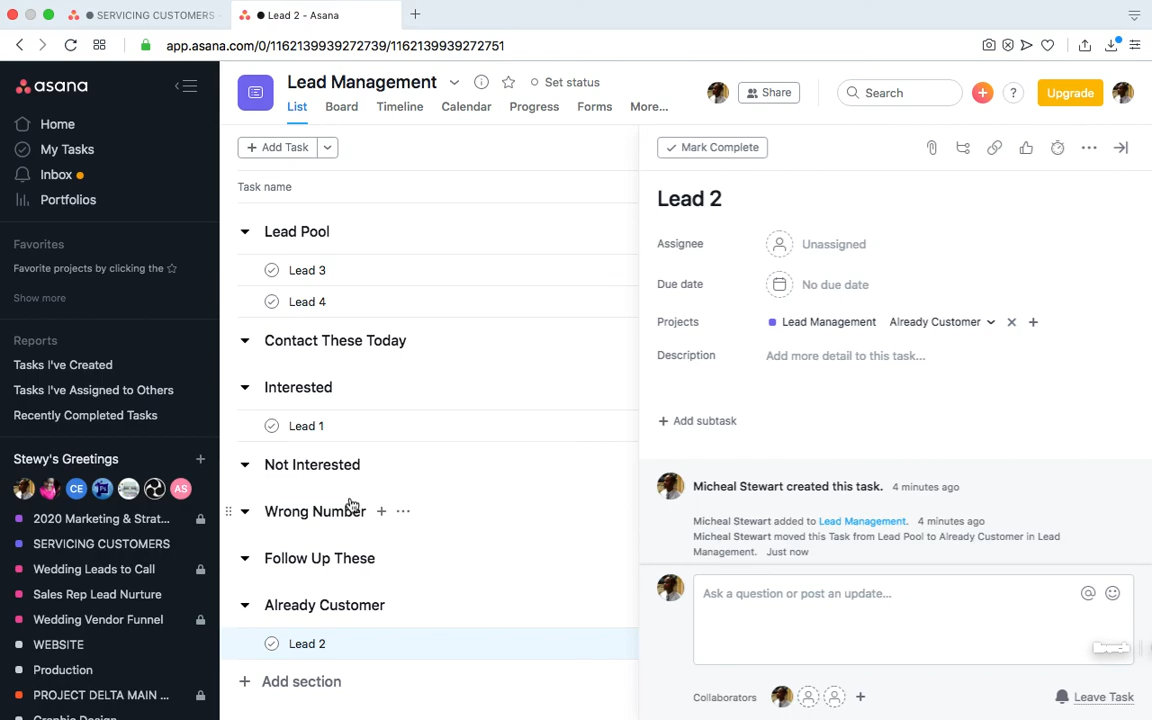 SERVICING CUSTOMERS
Lead 2 - Asana
app.asana.com/0/1162139939272739/1162139939272751
asana
Home
My Tasks
Inbox
Portfolios
Favorites
Favorite projects by clicking the
Show more
Reports
Tasks I've Created
Tasks I've Assigned to Others
Recently Completed Tasks
Stewy's Greetings
CE
AS
2020 Marketing & Strat...
SERVICING CUSTOMERS
Wedding Leads to Call
Sales Rep Lead Nurture
Wedding Vendor Funnel
WEBSITE
Production
PROJECT DELTA MAIN ...
Graphic Design
Lead Management
Set status
List Board Timeline Calendar Progress Forms More...
Share
Search
?
Upgrade
+ Add Task
Task name
Lead Pool
Lead 3
Lead 4
Contact These Today
Interested
Lead 1
Not Interested
Wrong Number
Follow Up These
Already Customer
Lead 2
+ Add section
Mark Complete
Lead 2
Assignee Unassigned
Due date No due date
Projects Lead Management Already Customer
Description Add more detail to this task...
+ Add subtask
Micheal Stewart created this task. 4 minutes ago
Micheal Stewart added to Lead Management. 4 minutes ago
Micheal Stewart moved this Task from Lead Pool to Already Customer in Lead
Management. Just now
Ask a question or post an update...
Collaborators
Leave Task